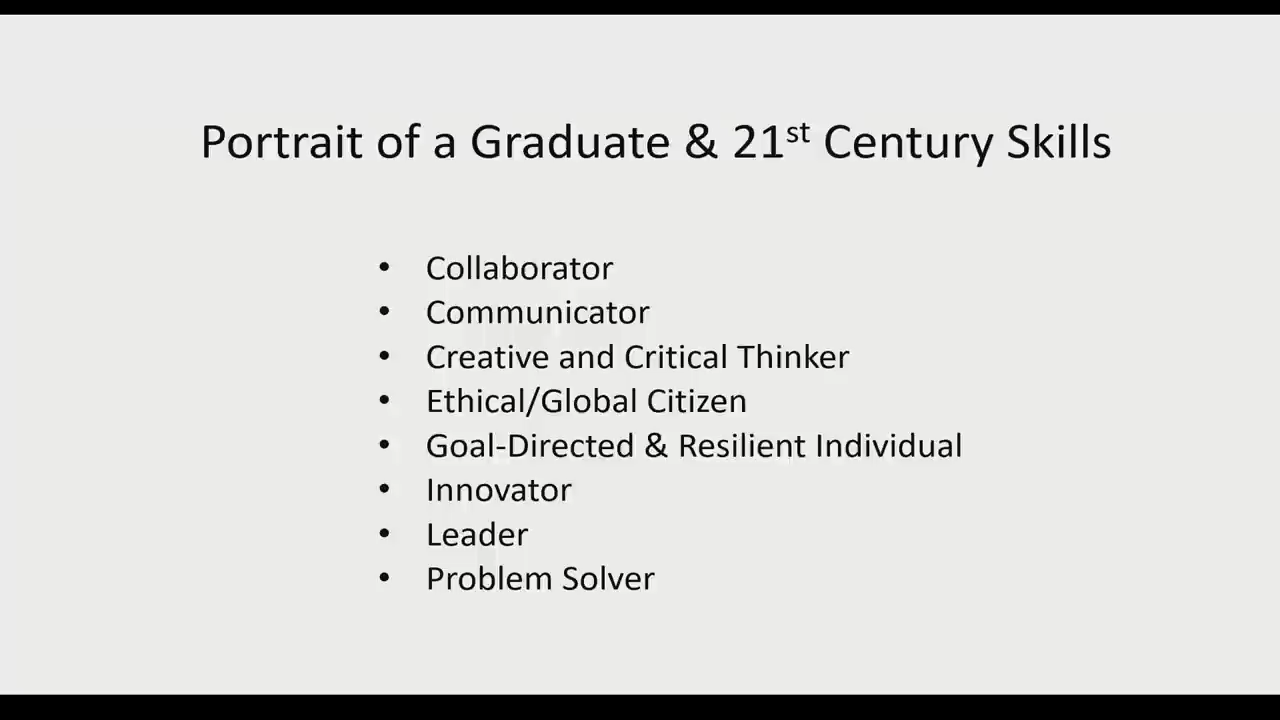 Portrait of a Graduate & 21st Century Skills
• Collaborator
• Communicator
• Creative and Critical Thinker
• Ethical/Global Citizen
• Goal-Directed & Resilient Individual
• Innovator
• Leader
• Problem Solver